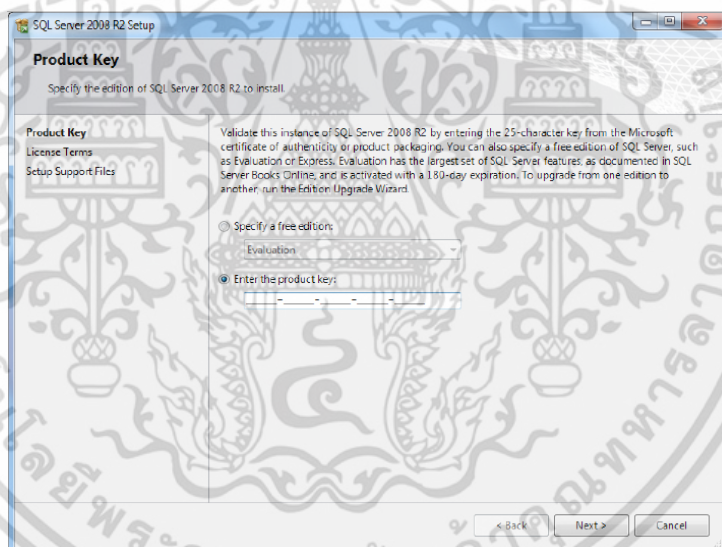 SQL Server 2008 R2 Setup
Product Key
Specify the edition of SQL Server 2008 R2 to install.
Product Key
License Terms
Setup Support Files
Validate this instance of SQL Server 2008 R2 by entering the 25-character key from the Microsoft
certificate of authenticity or product packaging. You can also specify a free edition of SQL Server, such
as Evaluation or Express. Evaluation has the largest set of SQL Server features, as documented in SQL
Server Books Online, and is activated with a 180-day expiration. To upgrade from one edition to
another, run the Edition Upgrade Wizard.
Specify a free edition:
Evaluation
Enter the product key:
_____-_____-_____-_____-_____
< Back
Next >
Cancel